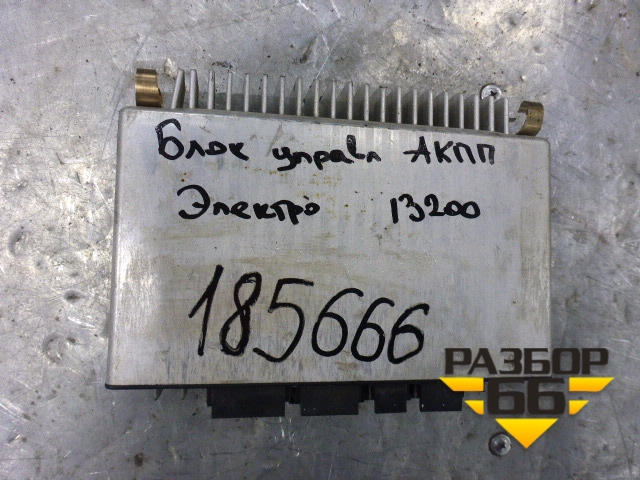 Блок управл АКПП
Электро 13200
185666
РАЗБОР
66